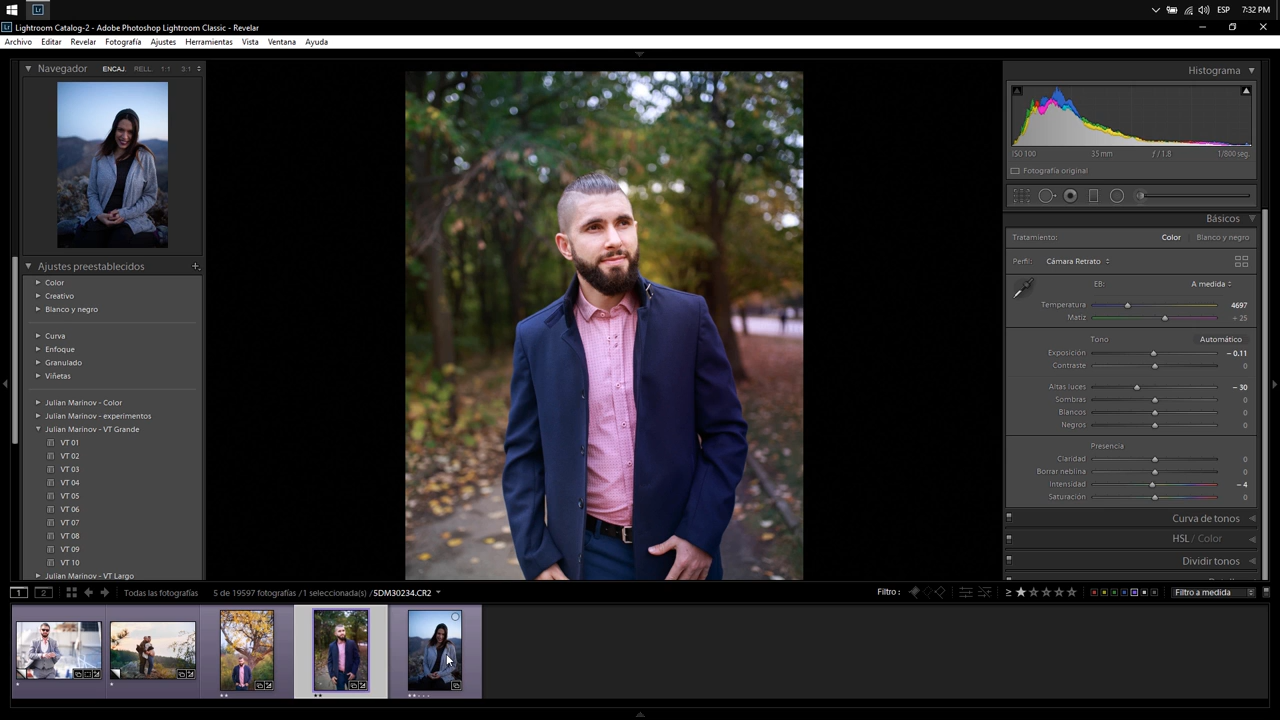 ESP 7:32 PM
Lightroom Catalog-2 - Adobe Photoshop Lightroom Classic - Revelar
Archivo Editar Revelar Fotografía Ajustes Herramientas Vista Ventana Ayuda
Navegador ENCAJ. RELL. 1:1 3:1
Ajustes preestablecidos
Color
Creativo
Blanco y negro
Curva
Enfoque
Granulado
Viñetas
Julian Marinov - Color
Julian Marinov - experimentos
Julian Marinov - VT Grande
VT 01
VT 02
VT 03
VT 04
VT 05
VT 06
VT 07
VT 08
VT 09
VT 10
Julian Marinov - VT Largo
Histograma
ISO 100 35 mm ƒ / 1.8 1/800 seg.
Fotografía original
Básicos
Tratamiento: Color Blanco y negro
Perfil: Cámara Retrato
EB: A medida
Temperatura 4697
Matiz + 25
Tono Automático
Exposición - 0.11
Contraste 0
Altas luces - 30
Sombras 0
Blancos 0
Negros 0
Presencia
Claridad 0
Borrar neblina 0
Intensidad - 4
Saturación 0
Curva de tonos
HSL / Color
Dividir tonos
1 2 Todas las fotografías 5 de 19597 fotografías /1 seleccionada(s) /5DM30234.CR2 Filtro : Filtro a medida